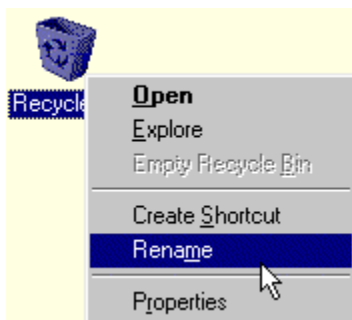 Recycle
Open
Explore
Empty Recycle Bin
Create Shortcut
Rename
Properties